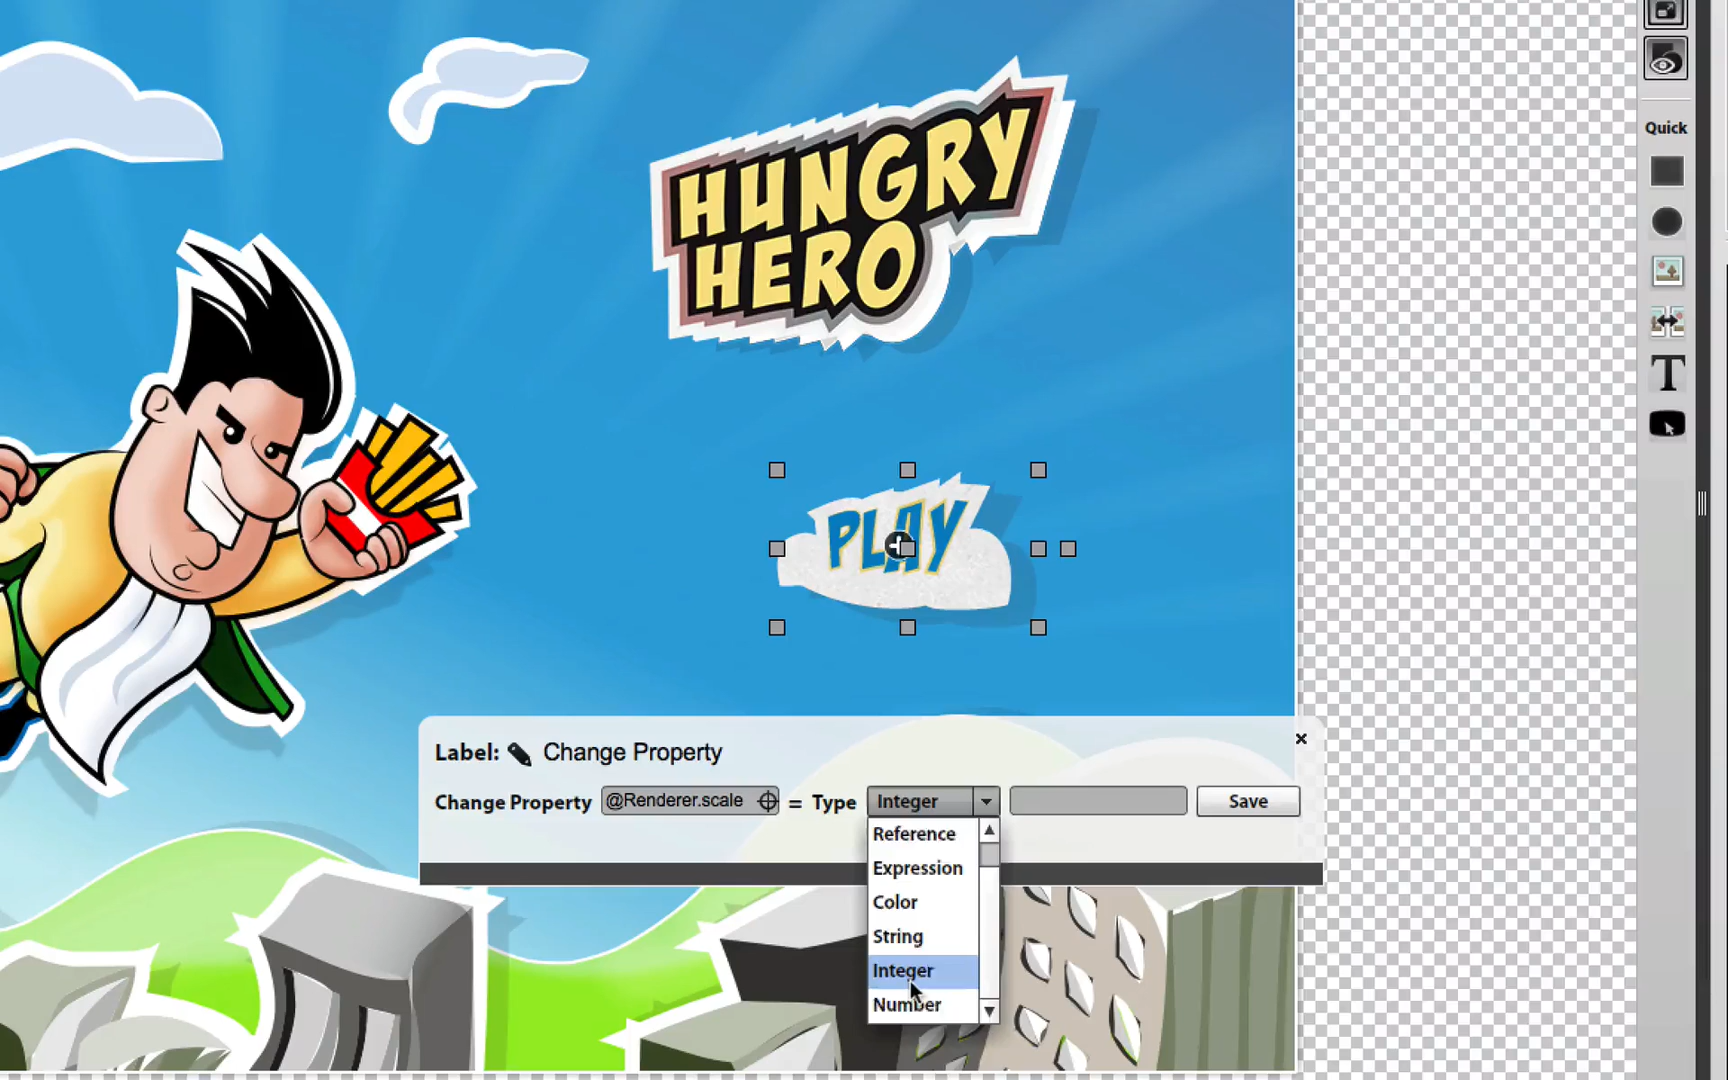 Quick
HUNGRY
HERO
T
PLAY
Label: Change Property
Change Property @Renderer.scale = Type Integer Save
Reference
Expression
Color
String
Integer
Number